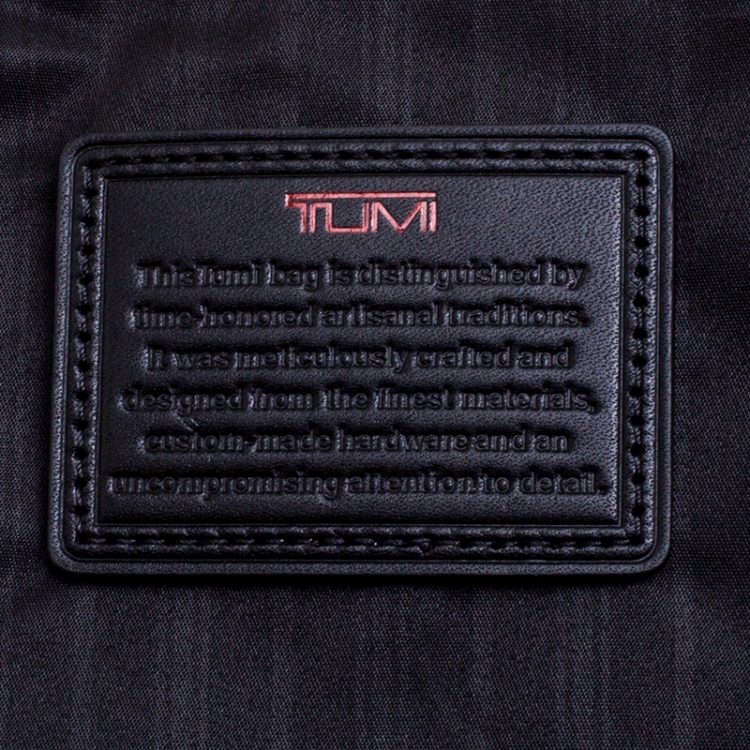 TUMI
This Tumi bag is distinguished by
time-honored artisanal traditions.
It was meticulously crafted and
designed from the finest materials,
custom-made hardware and an
uncompromising attention to detail.